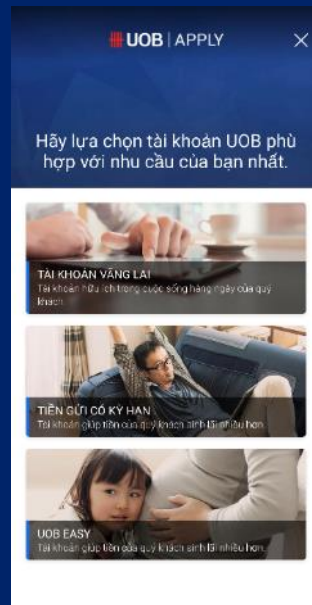 UOB | APPLY
Hãy lựa chọn tài khoản UOB phù
hợp với nhu cầu của bạn nhất.
TÀI KHOẢN VÃNG LAI
Tài khoản hữu ích trong cuộc sống hàng ngày của quý
khách.
TIỀN GỬI CÓ KỲ HẠN
Tài khoản giúp tiền của quý khách sinh lãi nhiều hơn.
UOB EASY
Tài khoản giúp tiền của quý khách sinh lãi nhiều hơn.